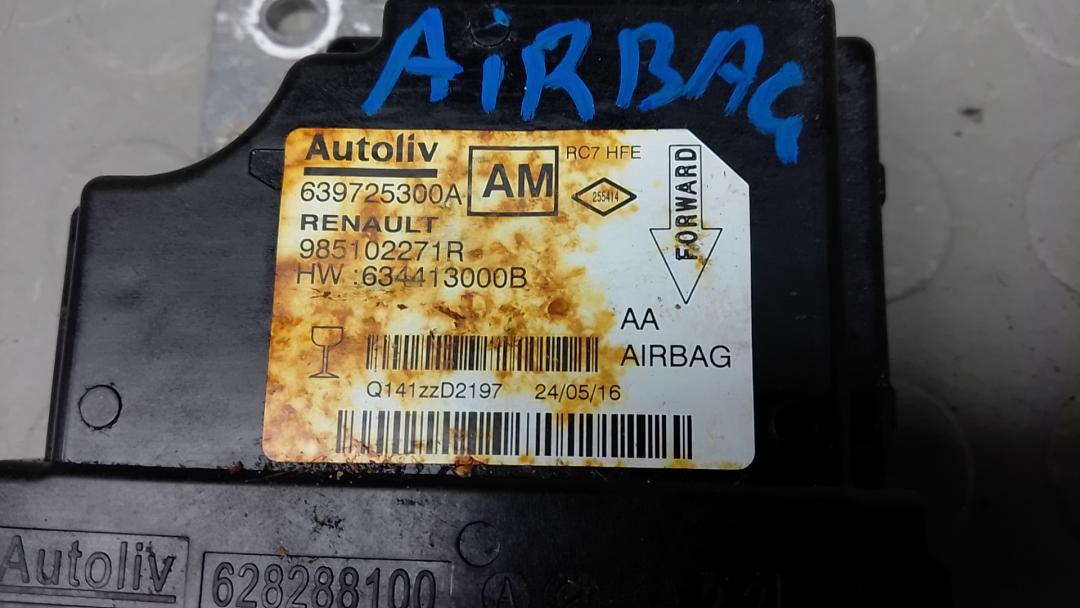 AiRBAG
Autoliv
639725300A
AM
RC7 HFE
255414
FORWARD
RENAULT
985102271R
HW :634413000B
AA
AIRBAG
Q141zzD2197 24/05/16
Autoliv
628288100